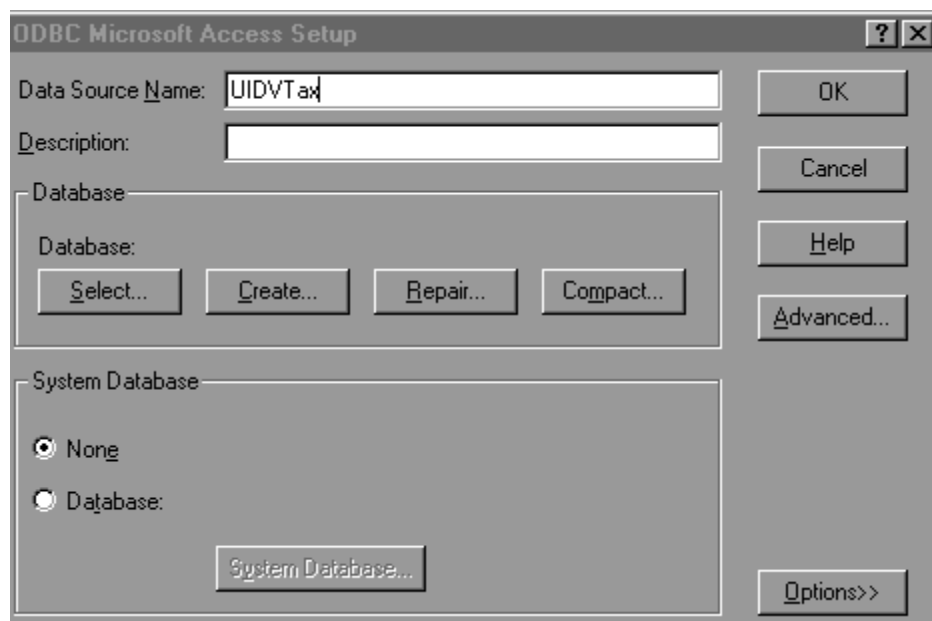 ODBC Microsoft Access Setup
Data Source Name: UIDVTax
OK
Description:
Cancel
Database
Database:
Help
Select... Create... Repair... Compact...
Advanced...
System Database
None
Database:
System Database...
Options>>